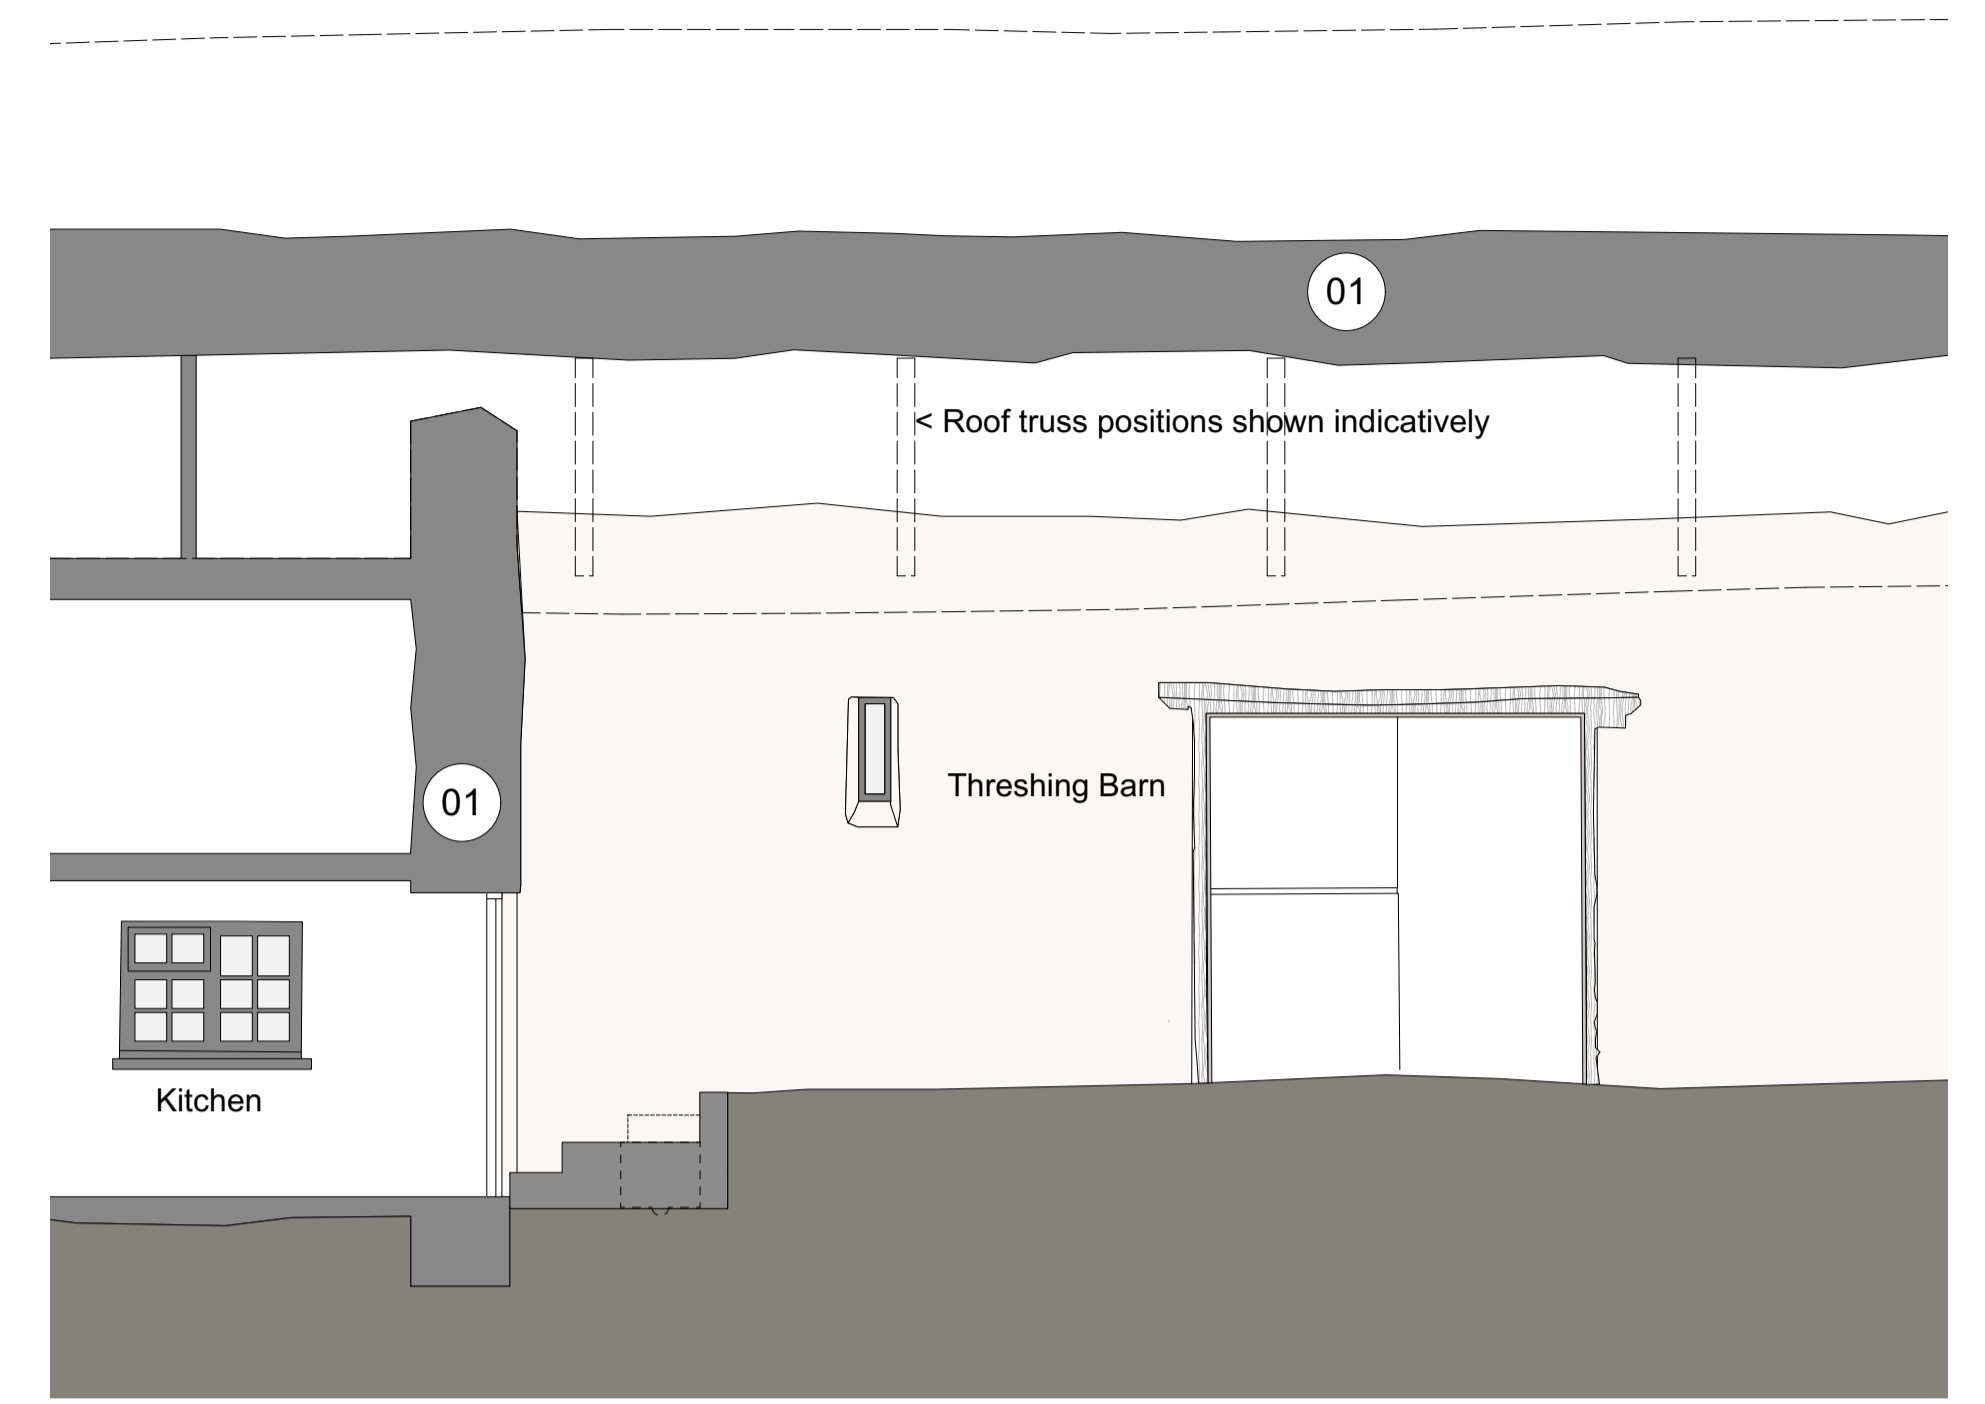 01
< Roof truss positions shown indicatively
Threshing Barn
01
Kitchen